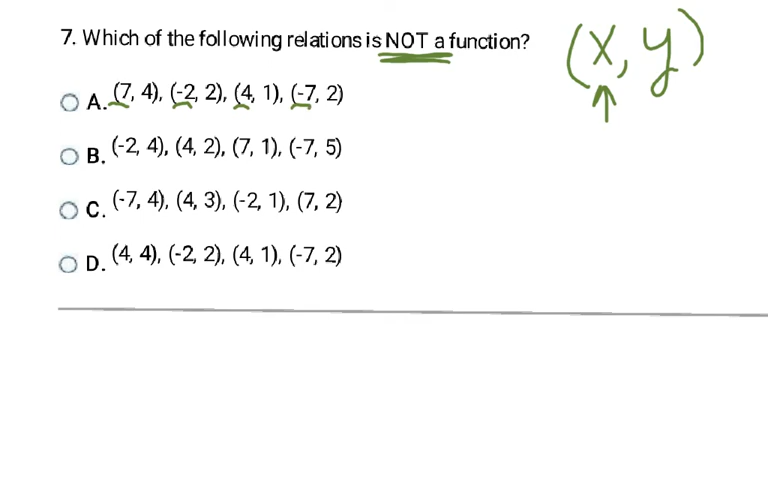 7. Which of the following relations is NOT a function?
(x, y)
A. (7, 4), (-2, 2), (4, 1), (-7, 2)
B. (-2, 4), (4, 2), (7, 1), (-7, 5)
C. (-7, 4), (4, 3), (-2, 1), (7, 2)
D. (4, 4), (-2, 2), (4, 1), (-7, 2)